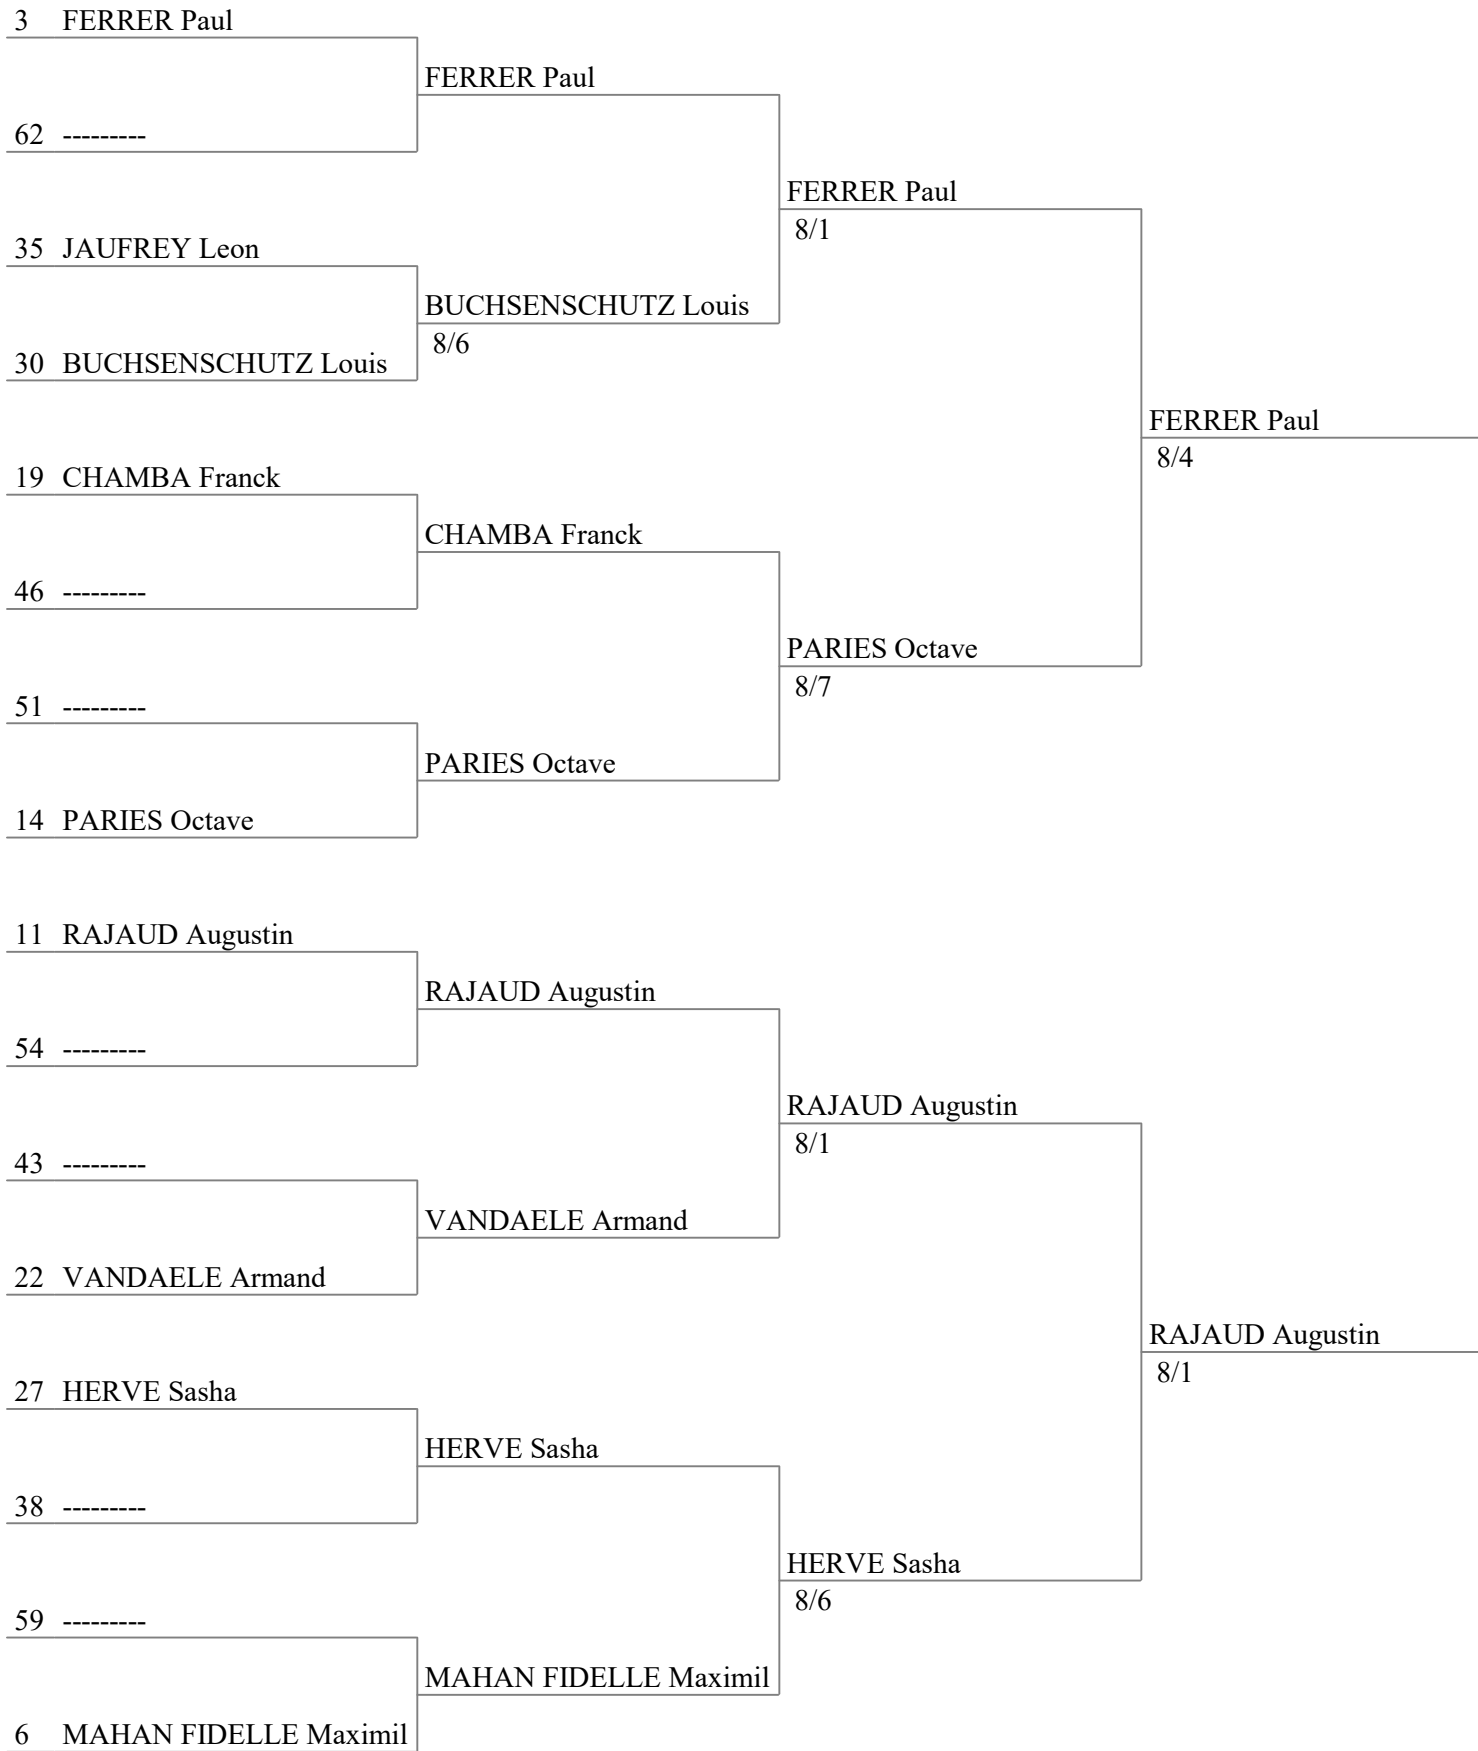 3 FERRER Paul
FERRER Paul
62 ---------
FERRER Paul
8/1
35 JAUFREY Leon
BUCHSENSCHUTZ Louis
8/6
30 BUCHSENSCHUTZ Louis
FERRER Paul
8/4
19 CHAMBA Franck
CHAMBA Franck
46 ---------
PARIES Octave
8/7
51 ---------
PARIES Octave
14 PARIES Octave
11 RAJAUD Augustin
RAJAUD Augustin
54 ---------
RAJAUD Augustin
8/1
43 ---------
VANDAELE Armand
22 VANDAELE Armand
RAJAUD Augustin
8/1
27 HERVE Sasha
HERVE Sasha
38 ---------
HERVE Sasha
8/6
59 ---------
MAHAN FIDELLE Maximil
6 MAHAN FIDELLE Maximil